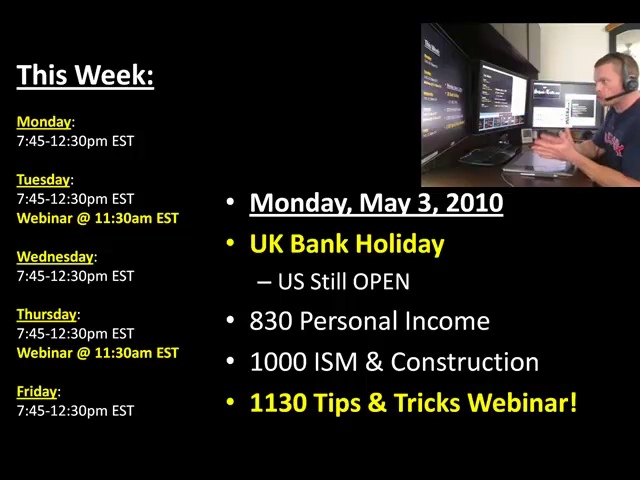 This Week:
Monday:
7:45-12:30pm EST
Tuesday:
7:45-12:30pm EST
Webinar @ 11:30am EST
Wednesday:
7:45-12:30pm EST
Thursday:
7:45-12:30pm EST
Webinar @ 11:30am EST
Friday:
7:45-12:30pm EST
• Monday, May 3, 2010
• UK Bank Holiday
– US Still OPEN
• 830 Personal Income
• 1000 ISM & Construction
• 1130 Tips & Tricks Webinar!